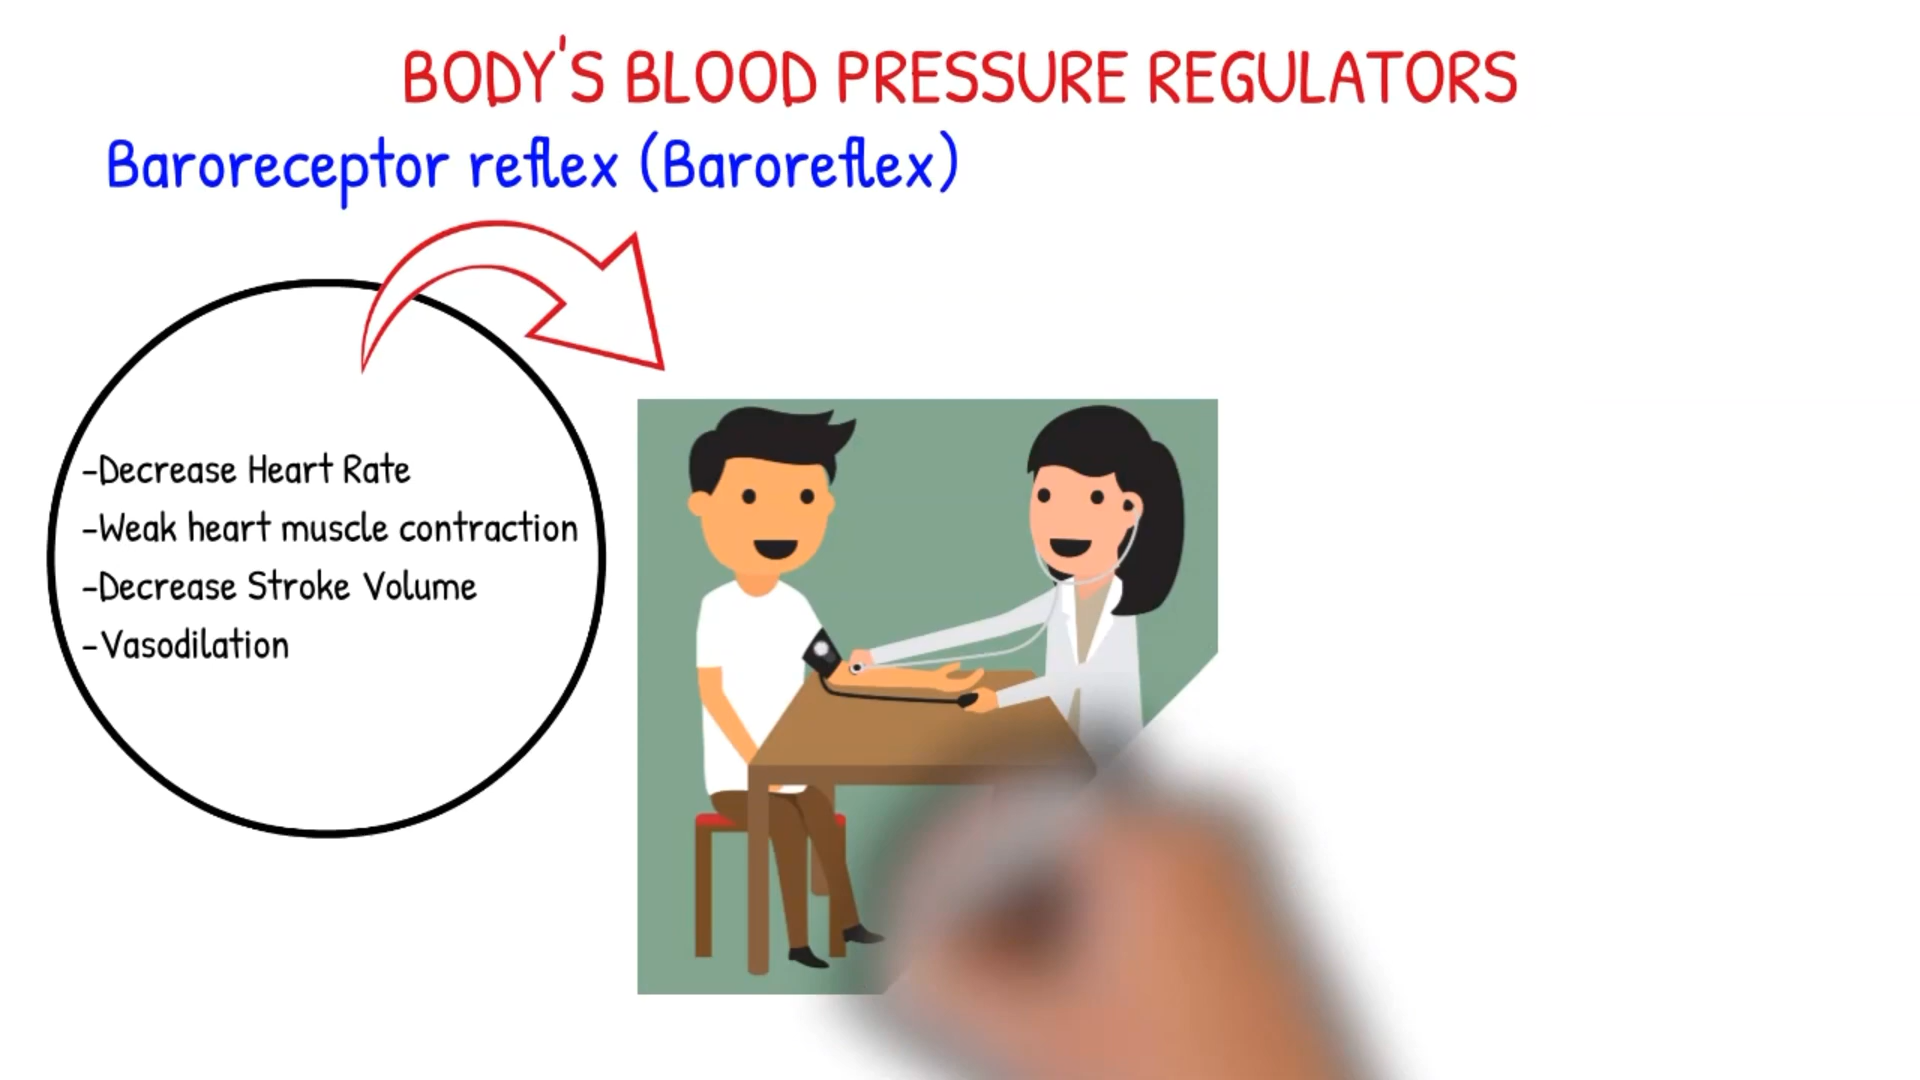 BODY'S BLOOD PRESSURE REGULATORS
Baroreceptor reflex (Baroreflex)
-Decrease Heart Rate
-Weak heart muscle contraction
-Decrease Stroke Volume
-Vasodilation